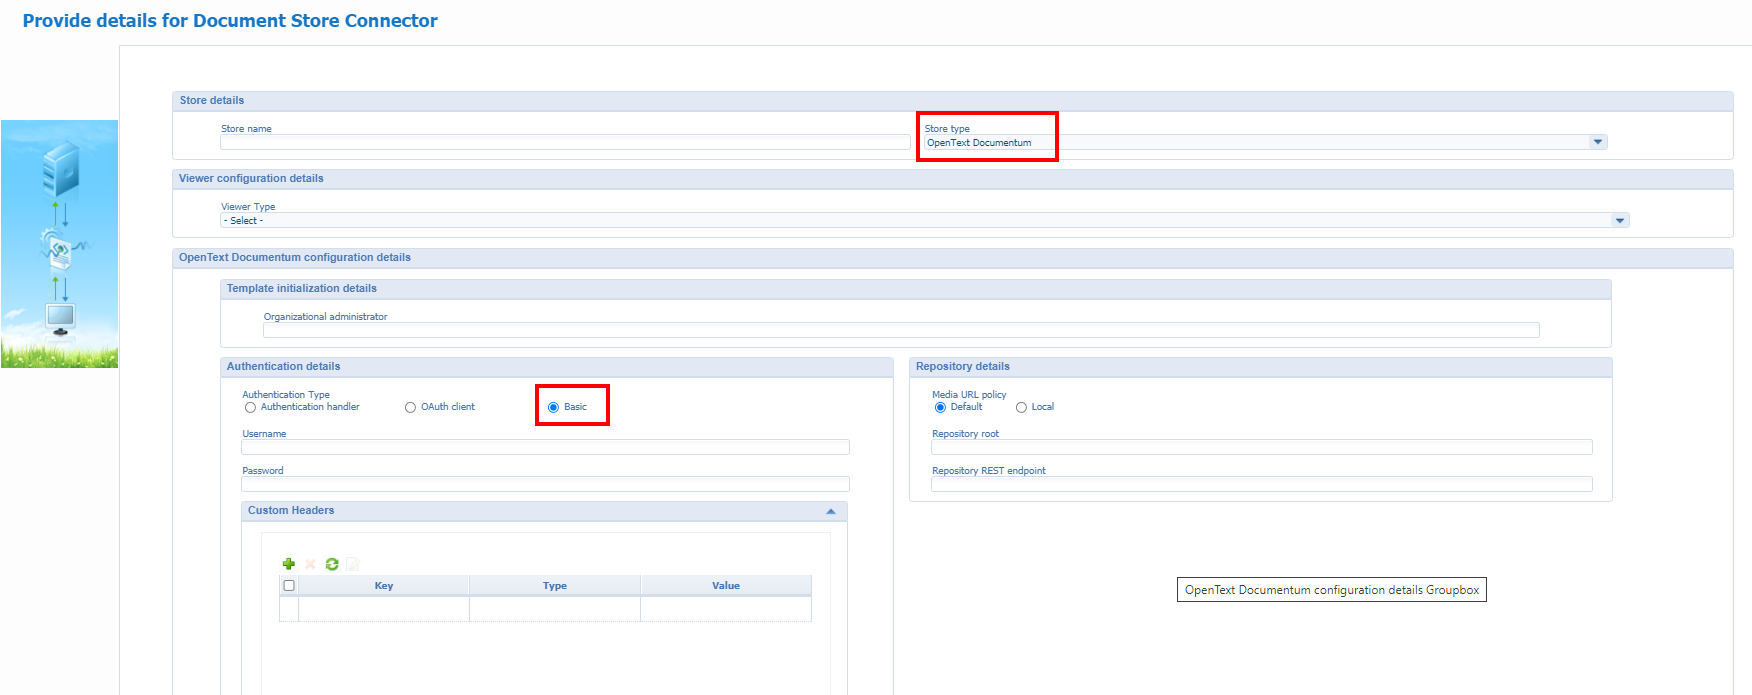 Provide details for Document Store Connector
Store details
Store name
Store type
OpenText Documentum
Viewer configuration details
Viewer Type
- Select -
OpenText Documentum configuration details
Template initialization details
Organizational administrator
Authentication details
Authentication Type
Authentication handler OAuth client Basic
Username
Password
Custom Headers
Key Type Value
Repository details
Media URL policy
Default Local
Repository root
Repository REST endpoint
OpenText Documentum configuration details Groupbox